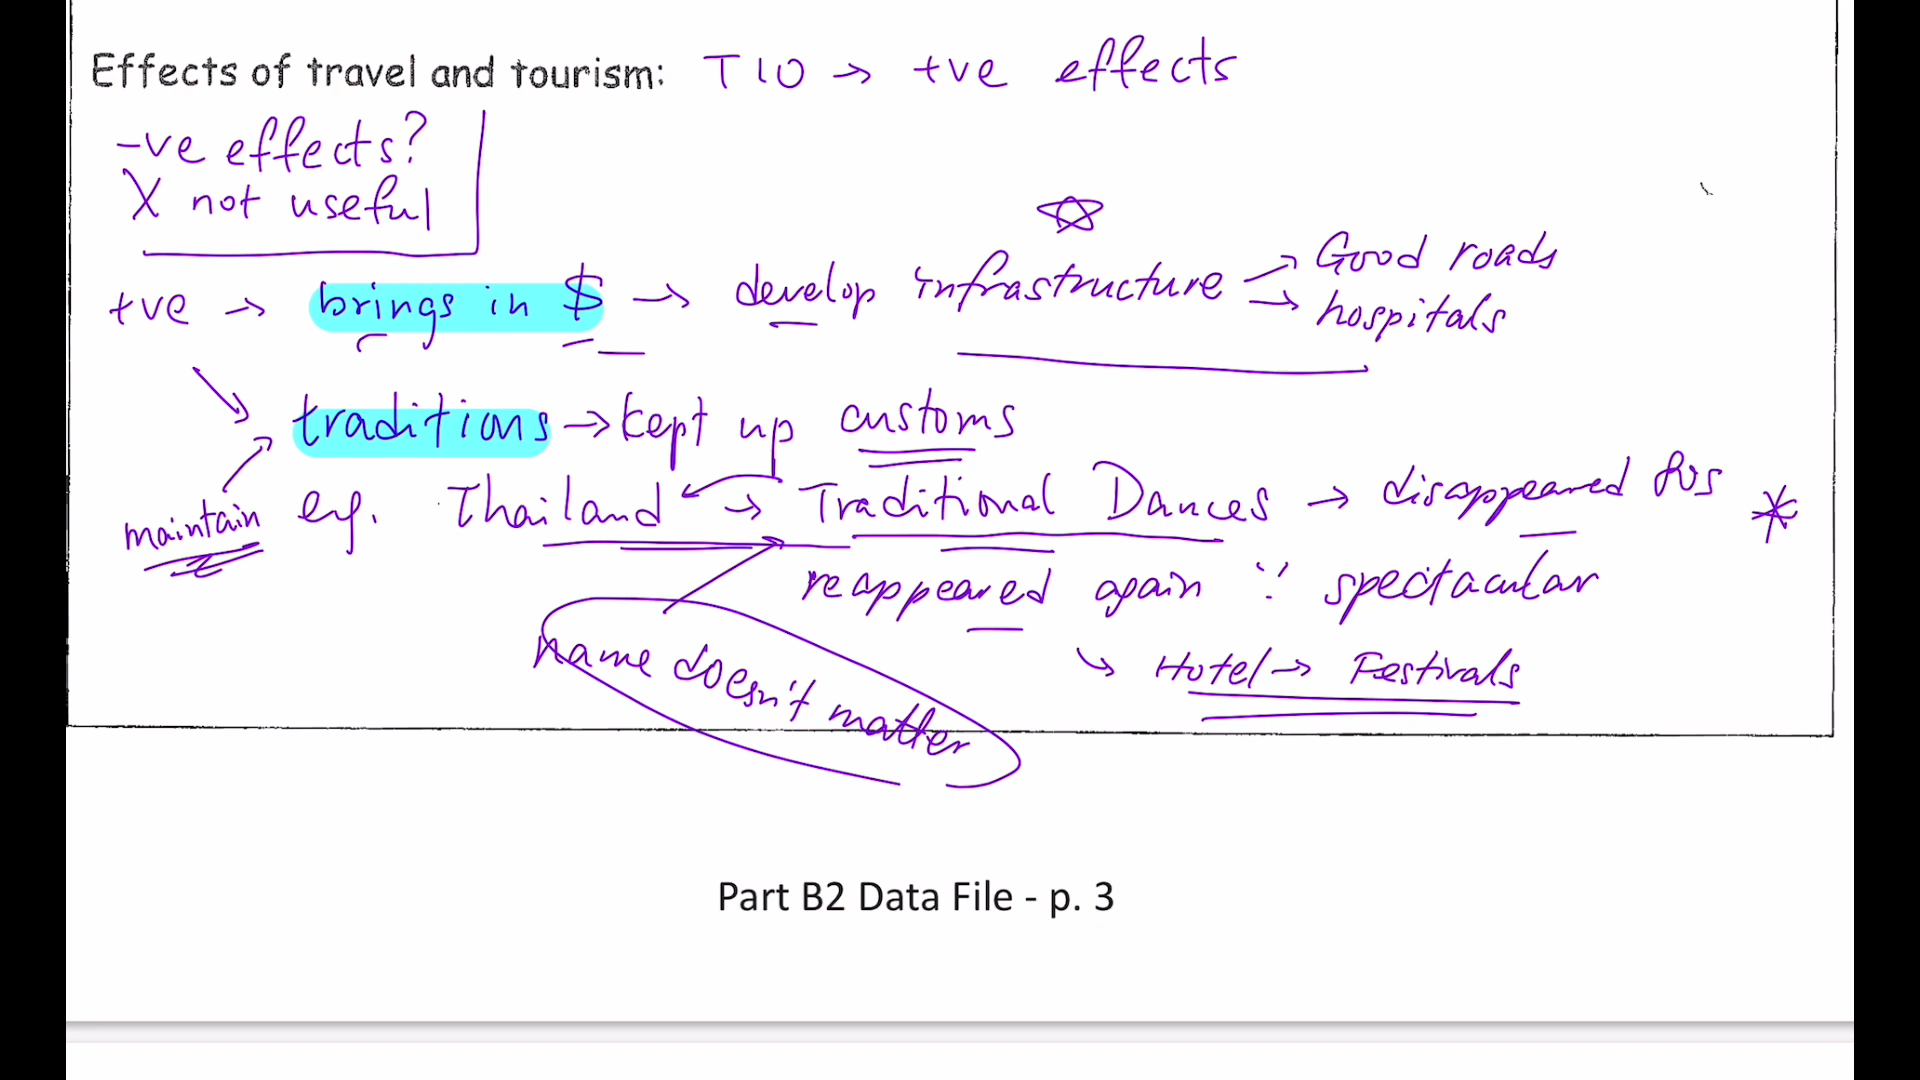 Effects of travel and tourism: T10 → +ve effects
-ve effects?
X not useful
+ve → brings in $ → develop infrastructure → Good roads
→ hospitals
traditions → kept up customs
maintain
e.g. Thailand → Traditional Dances → disappeared
reappeared again ∵ spectacular
↳ Hotel → Festivals
name doesn't matter
Part B2 Data File - p. 3